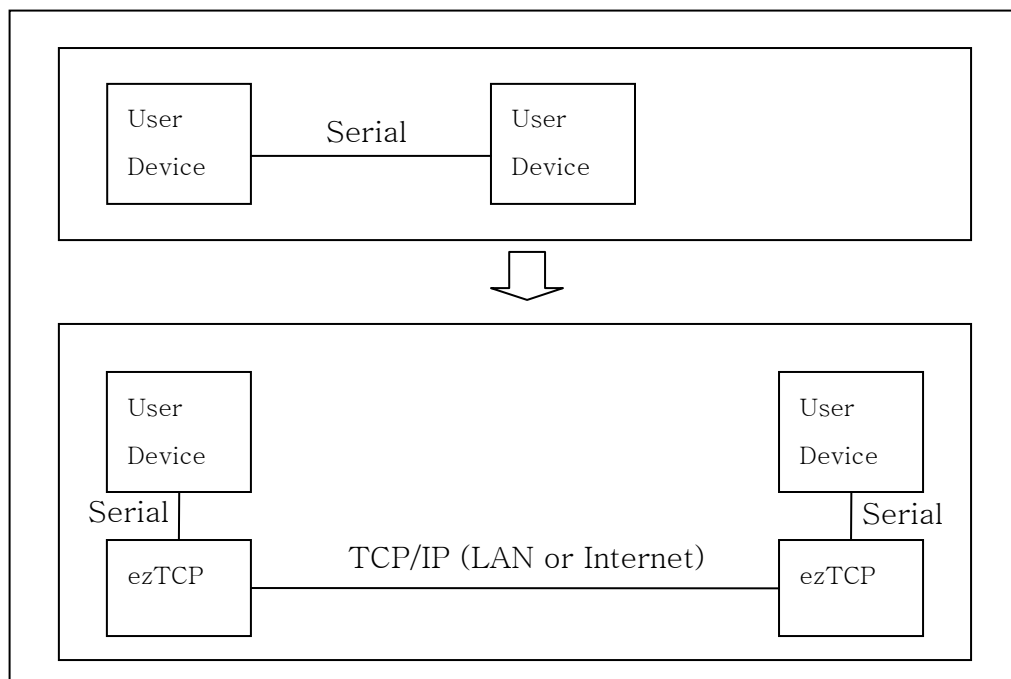 User
Device
Serial
User
Device
User
Device
User
Device
Serial
Serial
ezTCP
TCP/IP (LAN or Internet)
ezTCP